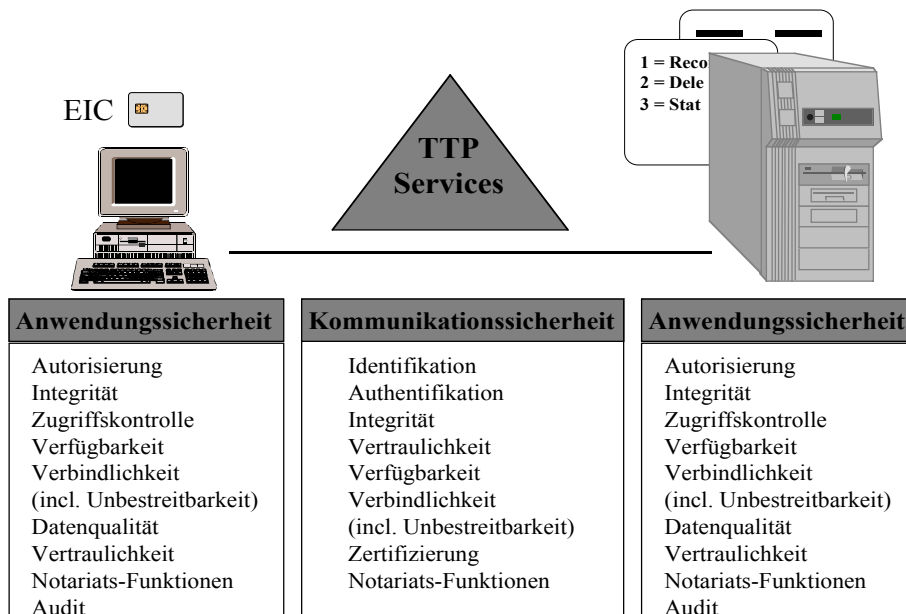 1 = Reco
2 = Dele
3 = Stat
EIC
TTP
Services
Anwendungssicherheit
Autorisierung
Integrität
Zugriffskontrolle
Verfügbarkeit
Verbindlichkeit
(incl. Unbestreitbarkeit)
Datenqualität
Vertraulichkeit
Notariats-Funktionen
Audit
Kommunikationssicherheit
Identifikation
Authentifikation
Integrität
Vertraulichkeit
Verfügbarkeit
Verbindlichkeit
(incl. Unbestreitbarkeit)
Zertifizierung
Notariats-Funktionen
Anwendungssicherheit
Autorisierung
Integrität
Zugriffskontrolle
Verfügbarkeit
Verbindlichkeit
(incl. Unbestreitbarkeit)
Datenqualität
Vertraulichkeit
Notariats-Funktionen
Audit